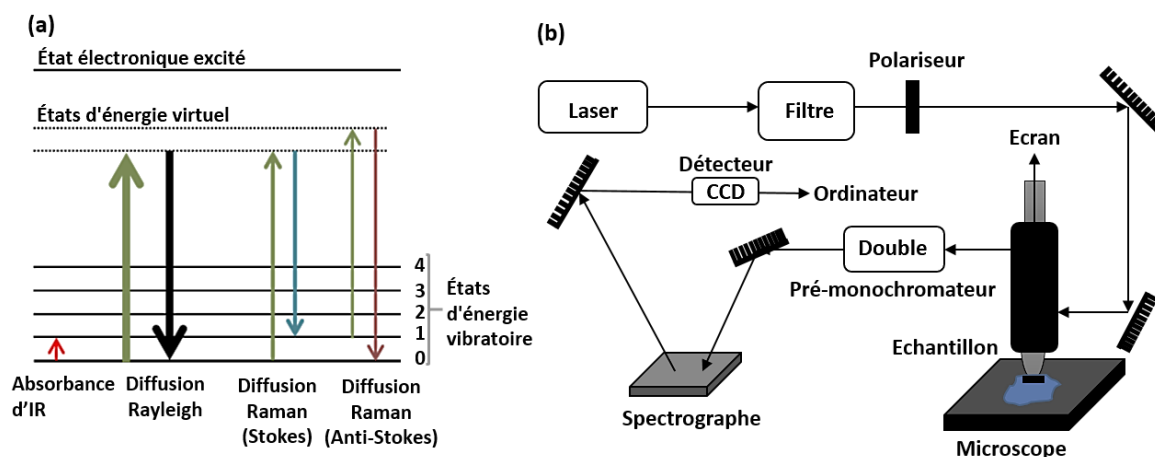 (a)
État électronique excité
États d'énergie virtuel
4
3
2
1
0
États
d'énergie
vibratoire
Absorbance
d'IR
Diffusion
Rayleigh
Diffusion
Raman
(Stokes)
Diffusion
Raman
(Anti-Stokes)
(b)
Polariseur
Laser
Filtre
Ecran
Détecteur
CCD
Ordinateur
Double
Pré-monochromateur
Echantillon
Spectrographe
Microscope